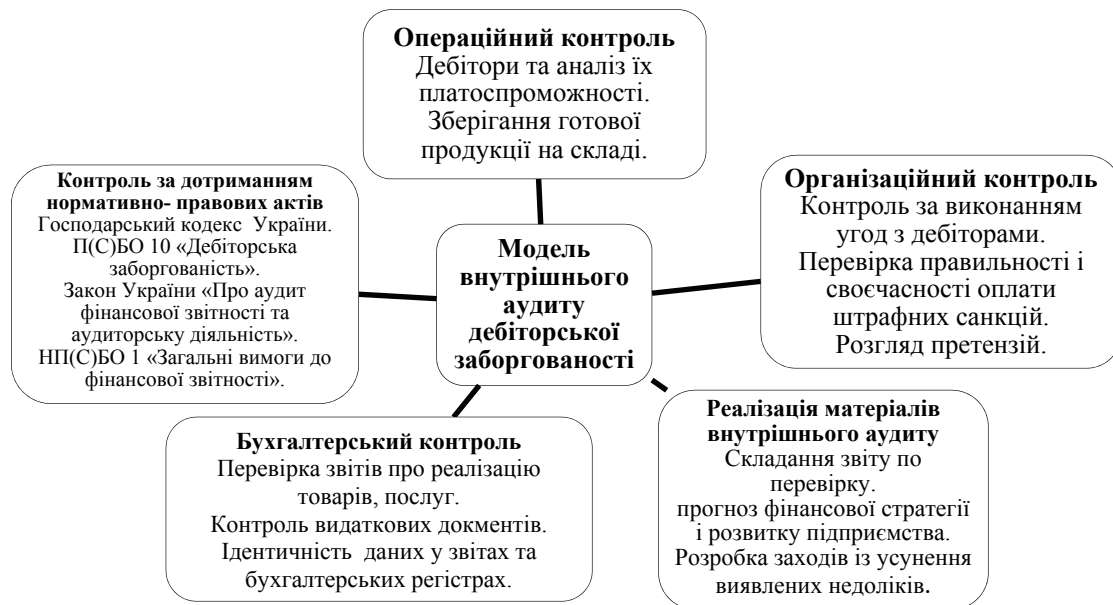 Операційний контроль
Дебітори та аналіз їх
платоспроможності.
Зберігання готової
продукції на складі.
Контроль за дотриманням
нормативно- правових актів
Господарський кодекс України.
П(С)БО 10 «Дебіторська
заборгованість».
Закон України «Про аудит
фінансової звітності та
аудиторську діяльність».
НП(С)БО 1 «Загальні вимоги до
фінансової звітності».
Модель
внутрішнього
аудиту
дебіторської
заборгованості
Організаційний контроль
Контроль за виконанням
угод з дебіторами.
Перевірка правильності і
своєчасності оплати
штрафних санкцій.
Розгляд претензій.
Бухгалтерський контроль
Перевірка звітів про реалізацію
товарів, послуг.
Контроль видаткових документів.
Ідентичність даних у звітах та
бухгалтерських регістрах.
Реалізація матеріалів
внутрішнього аудиту
Складання звіту по
перевірку.
прогноз фінансової стратегії
і розвитку підприємства.
Розробка заходів із усунення
виявлених недоліків.